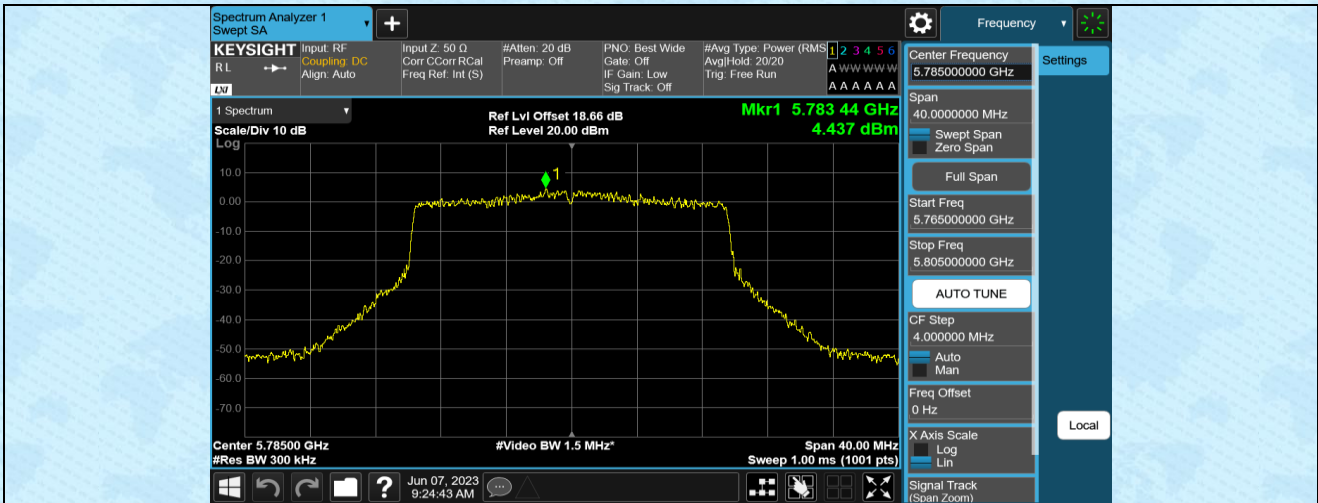 Spectrum Analyzer 1
Swept SA
Frequency
KEYSIGHT
RL
LXI
Input: RF
Coupling: DC
Align: Auto
Input Z: 50 Ω
Corr CCorr RCal
Freq Ref: Int (S)
#Atten: 20 dB
Preamp: Off
PNO: Best Wide
Gate: Off
IF Gain: Low
Sig Track: Off
#Avg Type: Power (RMS
Avg|Hold: 20/20
Trig: Free Run
1 2 3 4 5 6
A W W W W W
A A A A A A
1 Spectrum
Scale/Div 10 dB
Log
Ref Lvl Offset 18.66 dB
Ref Level 20.00 dBm
Mkr1 5.783 44 GHz
4.437 dBm
1
10.0
0.00
-10.0
-20.0
-30.0
-40.0
-50.0
-60.0
-70.0
Center 5.78500 GHz
#Res BW 300 kHz
#Video BW 1.5 MHz*
Span 40.00 MHz
Sweep 1.00 ms (1001 pts)
Jun 07, 2023
9:24:43 AM
Center Frequency
5.785000000 GHz
Settings
Span
40.0000000 MHz
Swept Span
Zero Span
Full Span
Start Freq
5.765000000 GHz
Stop Freq
5.805000000 GHz
AUTO TUNE
CF Step
4.000000 MHz
Auto
Man
Freq Offset
0 Hz
Local
X Axis Scale
Log
Lin
Signal Track
(Span Zoom)